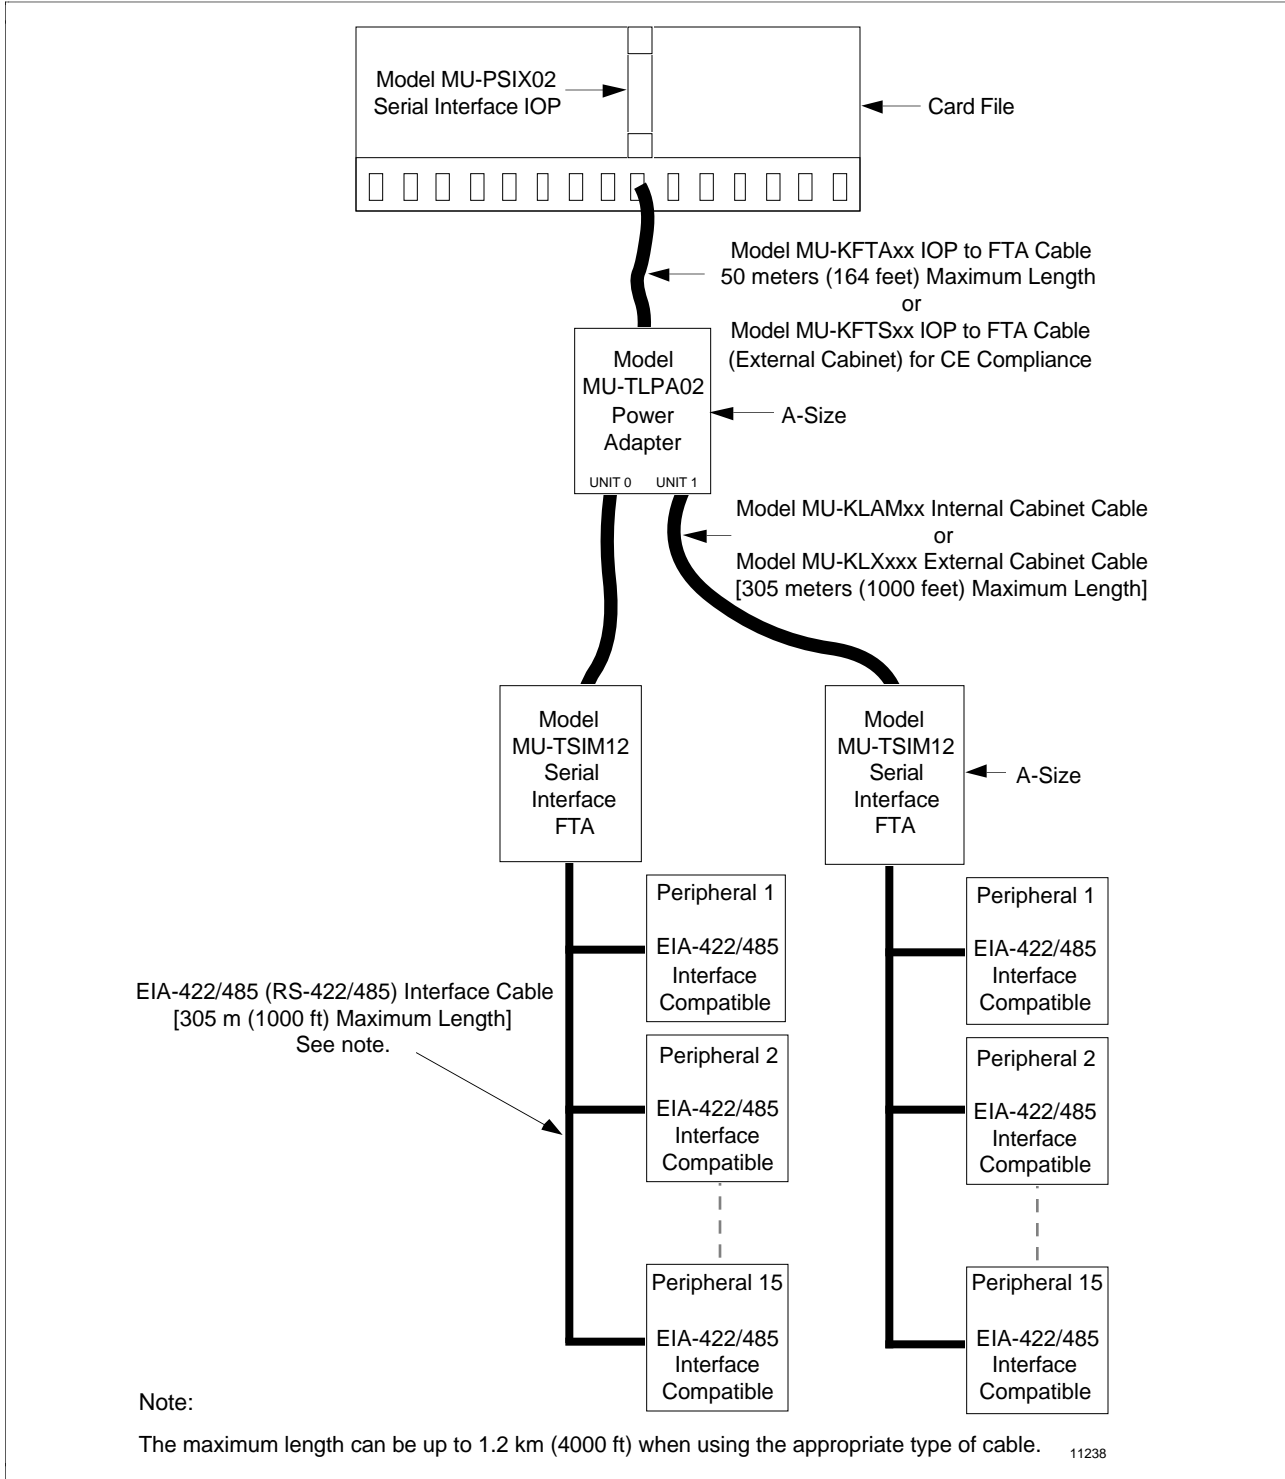 Model MU-PSIX02
Serial Interface IOP
Card File
Model MU-KFTAxx IOP to FTA Cable
50 meters (164 feet) Maximum Length
or
Model MU-KFTSxx IOP to FTA Cable
(External Cabinet) for CE Compliance
Model
MU-TLPA02
Power
Adapter
A-Size
UNIT 0
UNIT 1
Model MU-KLAMxx Internal Cabinet Cable
or
Model MU-KLXxxx External Cabinet Cable
[305 meters (1000 feet) Maximum Length]
Model
MU-TSIM12
Serial
Interface
FTA
Model
MU-TSIM12
Serial
Interface
FTA
A-Size
Peripheral 1
EIA-422/485
Interface
Compatible
Peripheral 1
EIA-422/485
Interface
Compatible
EIA-422/485 (RS-422/485) Interface Cable
[305 m (1000 ft) Maximum Length]
See note.
Peripheral 2
EIA-422/485
Interface
Compatible
Peripheral 2
EIA-422/485
Interface
Compatible
Peripheral 15
EIA-422/485
Interface
Compatible
Peripheral 15
EIA-422/485
Interface
Compatible
Note:
The maximum length can be up to 1.2 km (4000 ft) when using the appropriate type of cable.
11238